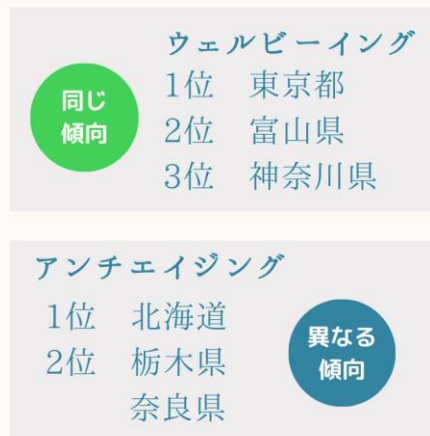 ウェルビーイング
同じ
傾向
1位 東京都
2位 富山県
3位 神奈川県
アンチエイジング
1位 北海道
2位 栃木県
奈良県
異なる
傾向